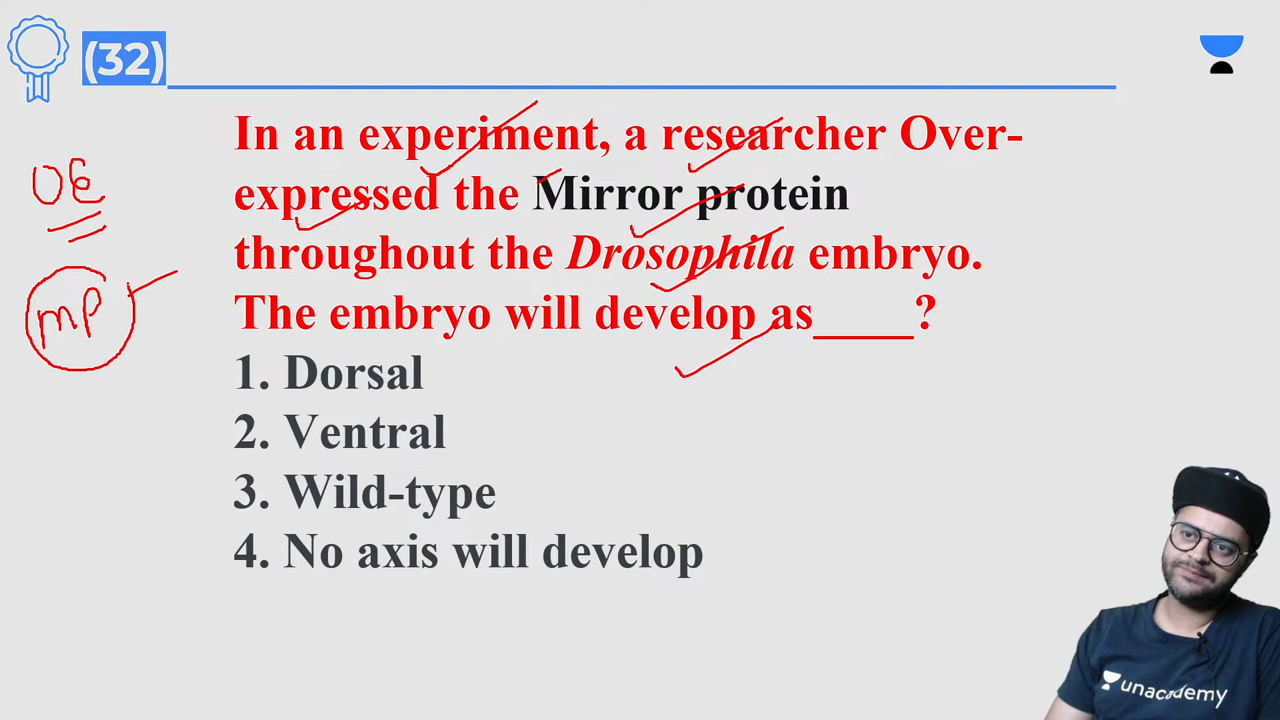 (32)
In an experiment, a researcher Over-
expressed the Mirror protein
throughout the Drosophila embryo.
The embryo will develop as____?
1. Dorsal
2. Ventral
3. Wild-type
4. No axis will develop
OE
MP
unacademy